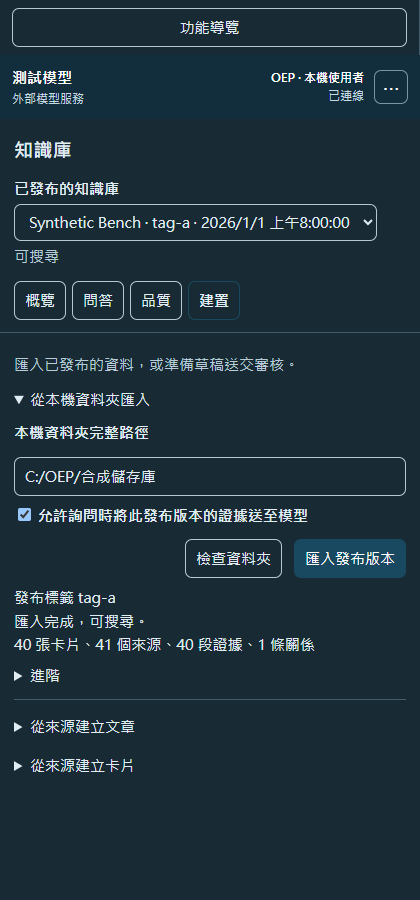 功能導覽
測試模型
外部模型服務
OEP · 本機使用者
已連線
...
知識庫
已發布的知識庫
Synthetic Bench · tag-a · 2026/1/1 上午8:00:00
可搜尋
概覽 問答 品質 建置
匯入已發布的資料，或準備草稿送交審核。
▼ 從本機資料夾匯入
本機資料夾完整路徑
C:/OEP/合成儲存庫
允許詢問時將此發布版本的證據送至模型
檢查資料夾 匯入發布版本
發布標籤 tag-a
匯入完成，可搜尋。
40 張卡片、41 個來源、40 段證據、1 條關係
▶ 進階
▶ 從來源建立文章
▶ 從來源建立卡片